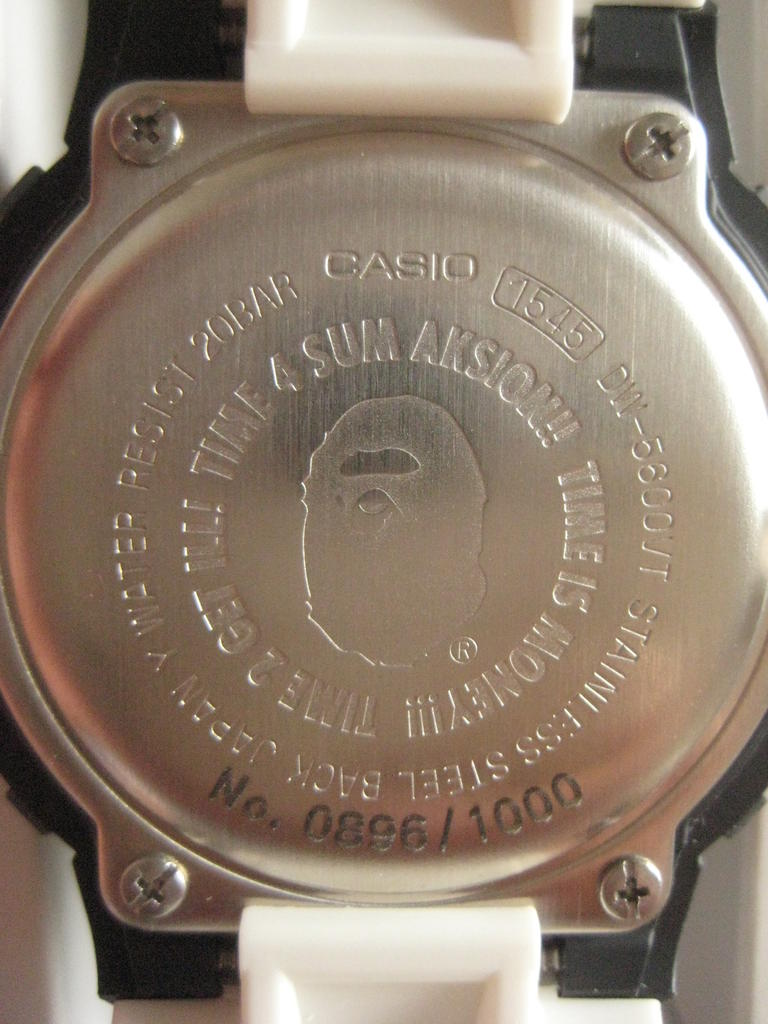 CASIO
1545
DW-5600VT STAINLESS STEEL BACK JAPAN Y WATER RESIST 20BAR
TIME 4 SUM AKSION!! TIME IS MONEY!!! TIME 2 GET ILL!
®
No. 0896/1000